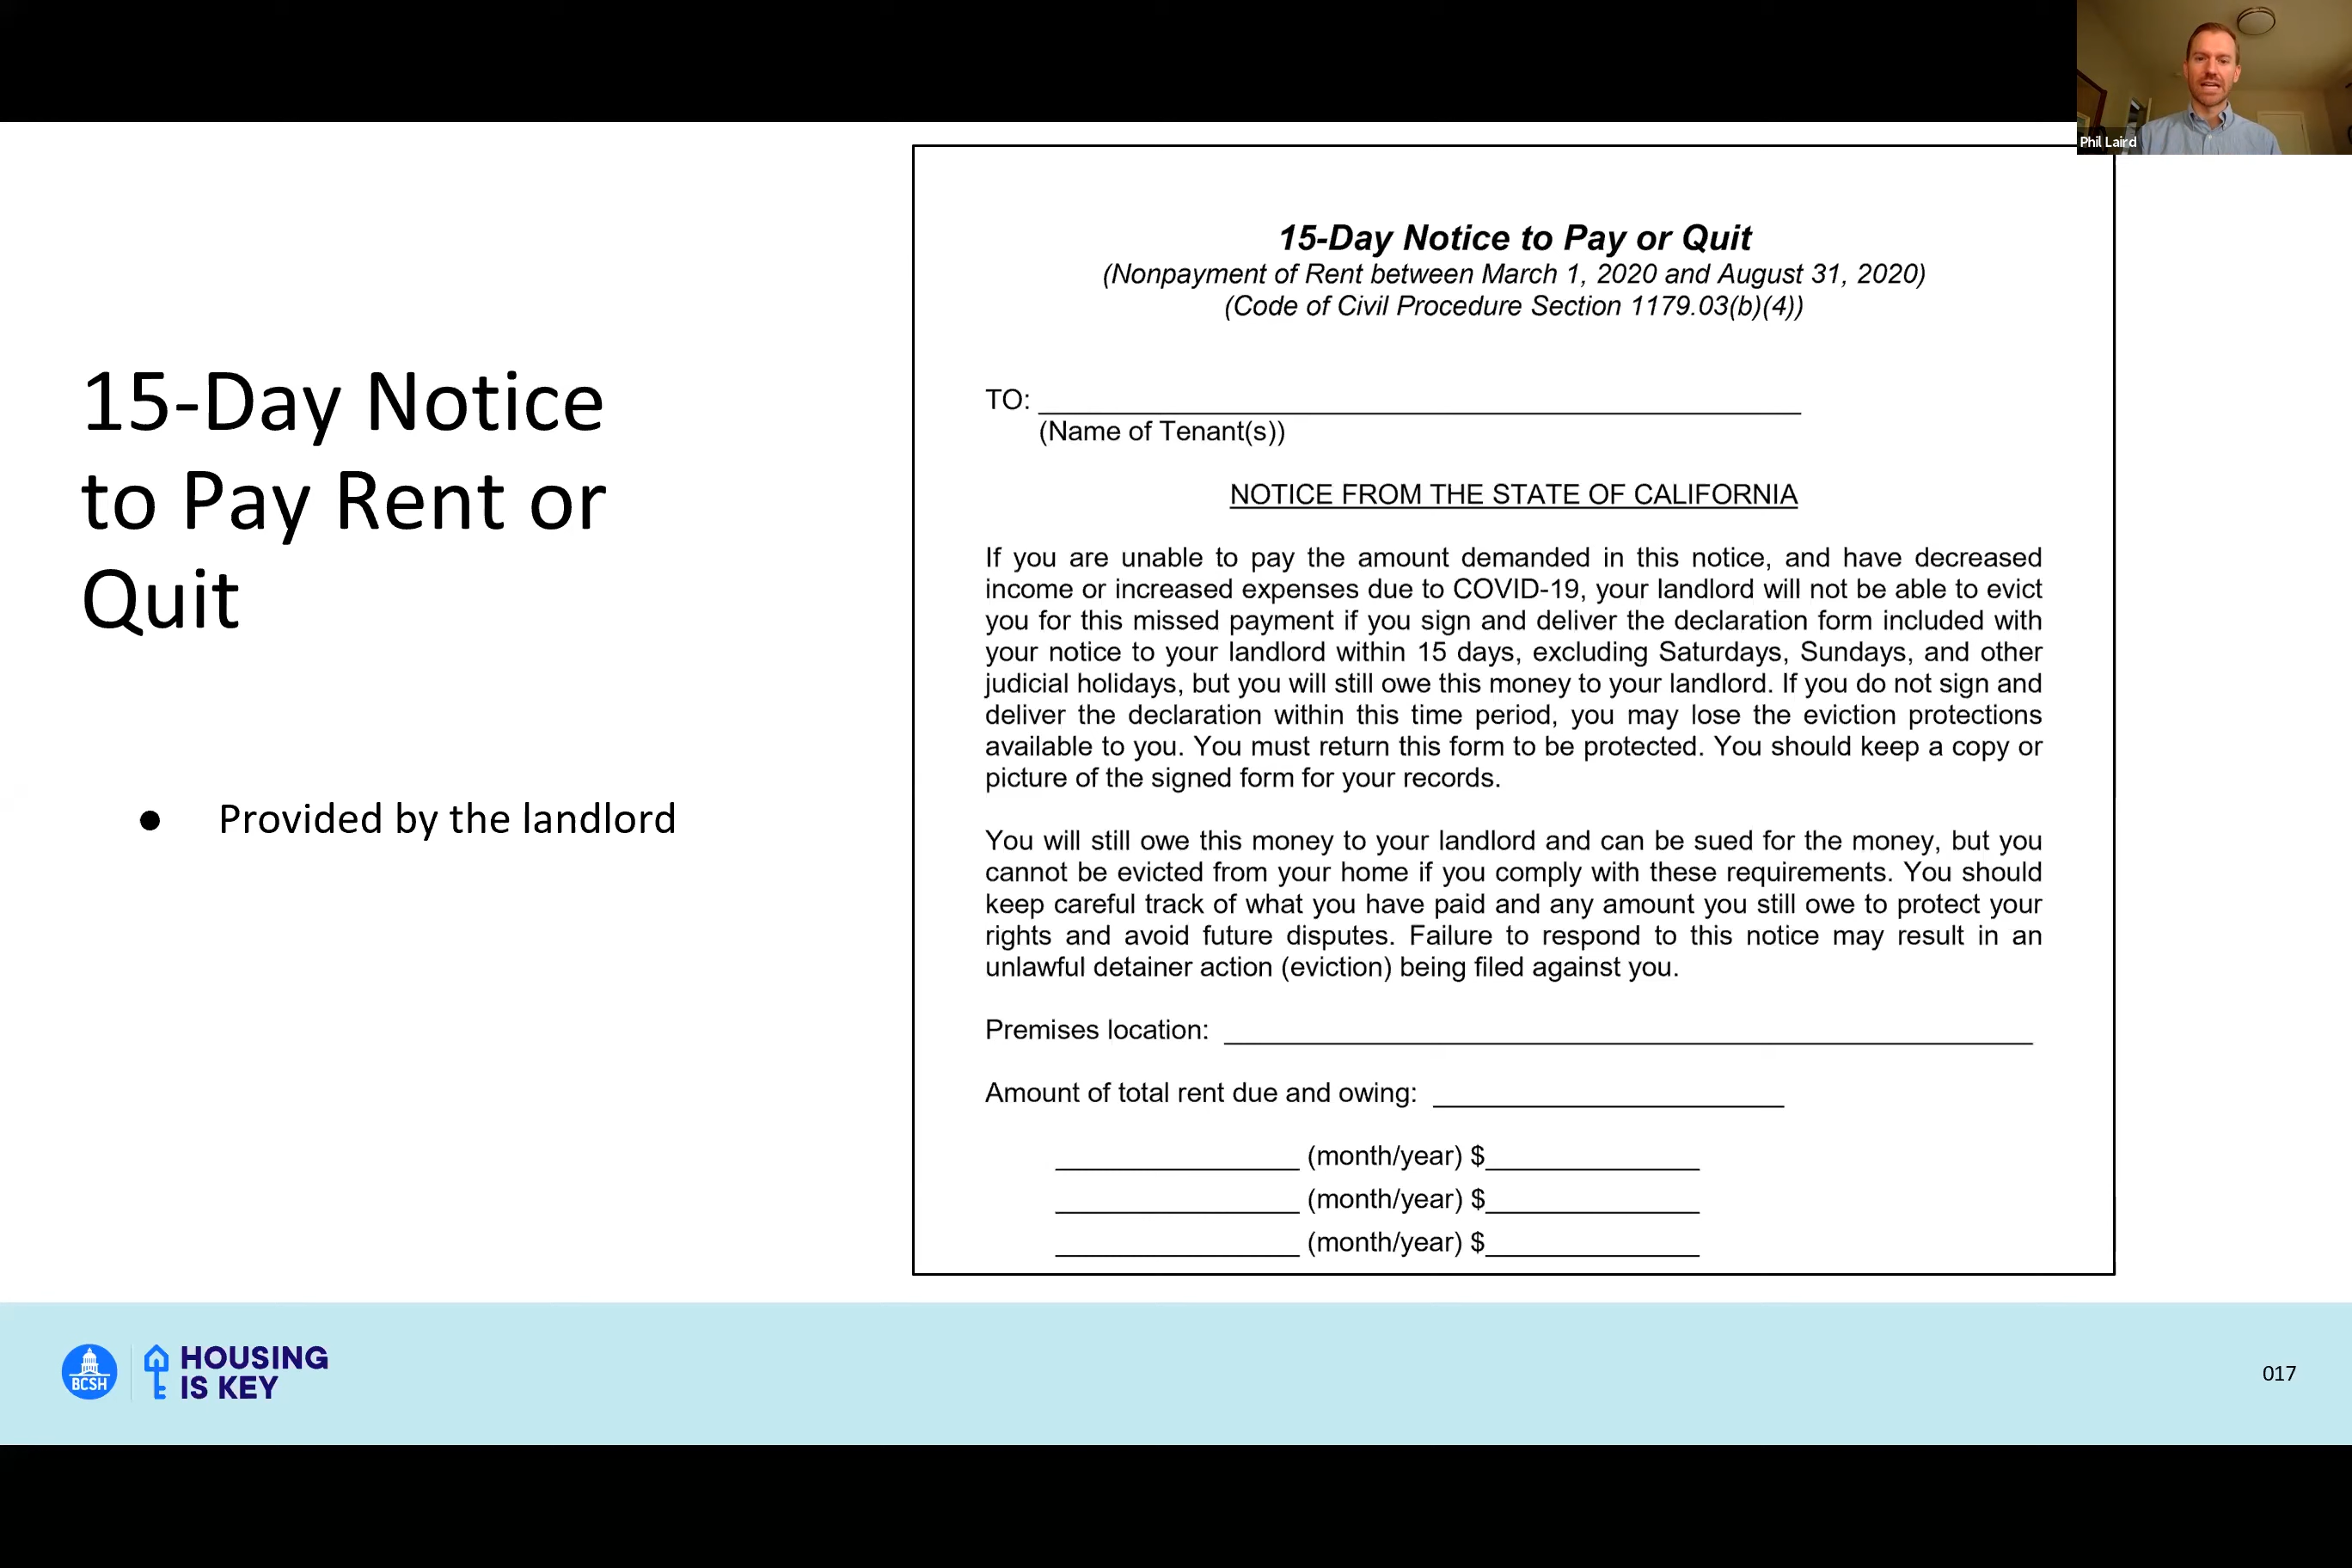 Phil Laird
15-Day Notice
to Pay Rent or
Quit
● Provided by the landlord
15-Day Notice to Pay or Quit
(Nonpayment of Rent between March 1, 2020 and August 31, 2020)
(Code of Civil Procedure Section 1179.03(b)(4))
TO: ____________________
(Name of Tenant(s))
NOTICE FROM THE STATE OF CALIFORNIA
If you are unable to pay the amount demanded in this notice, and have decreased
income or increased expenses due to COVID-19, your landlord will not be able to evict
you for this missed payment if you sign and deliver the declaration form included with
your notice to your landlord within 15 days, excluding Saturdays, Sundays, and other
judicial holidays, but you will still owe this money to your landlord. If you do not sign and
deliver the declaration within this time period, you may lose the eviction protections
available to you. You must return this form to be protected. You should keep a copy or
picture of the signed form for your records.
You will still owe this money to your landlord and can be sued for the money, but you
cannot be evicted from your home if you comply with these requirements. You should
keep careful track of what you have paid and any amount you still owe to protect your
rights and avoid future disputes. Failure to respond to this notice may result in an
unlawful detainer action (eviction) being filed against you.
Premises location: ____________________
Amount of total rent due and owing: ____________________
____________________ (month/year) $____________________
____________________ (month/year) $____________________
____________________ (month/year) $____________________
BCSH
HOUSING
IS KEY
017